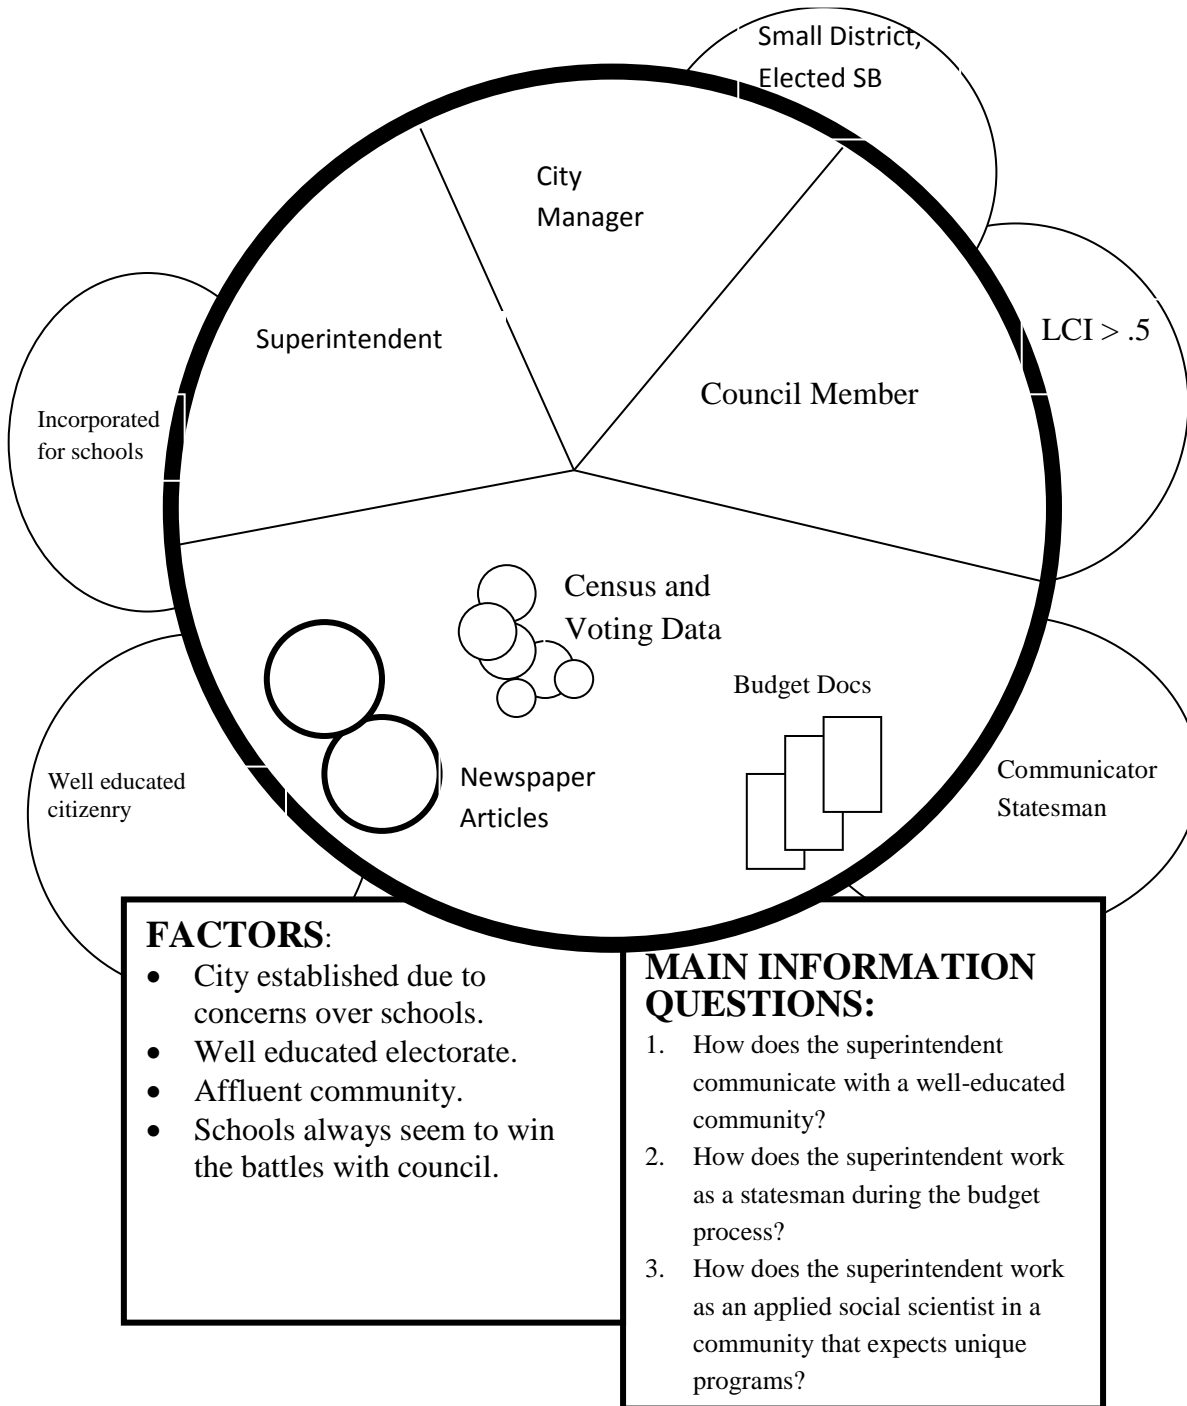 Small District,
Elected SB
City
Manager
Superintendent
LCI > .5
Council Member
Incorporated
for schools
Census and
Voting Data
Budget Docs
Newspaper
Articles
Well educated
citizenry
Communicator
Statesman
FACTORS:
• City established due to
concerns over schools.
• Well educated electorate.
• Affluent community.
• Schools always seem to win
the battles with council.
MAIN INFORMATION
QUESTIONS:
1. How does the superintendent
communicate with a well-educated
community?
2. How does the superintendent work
as a statesman during the budget
process?
3. How does the superintendent work
as an applied social scientist in a
community that expects unique
programs?